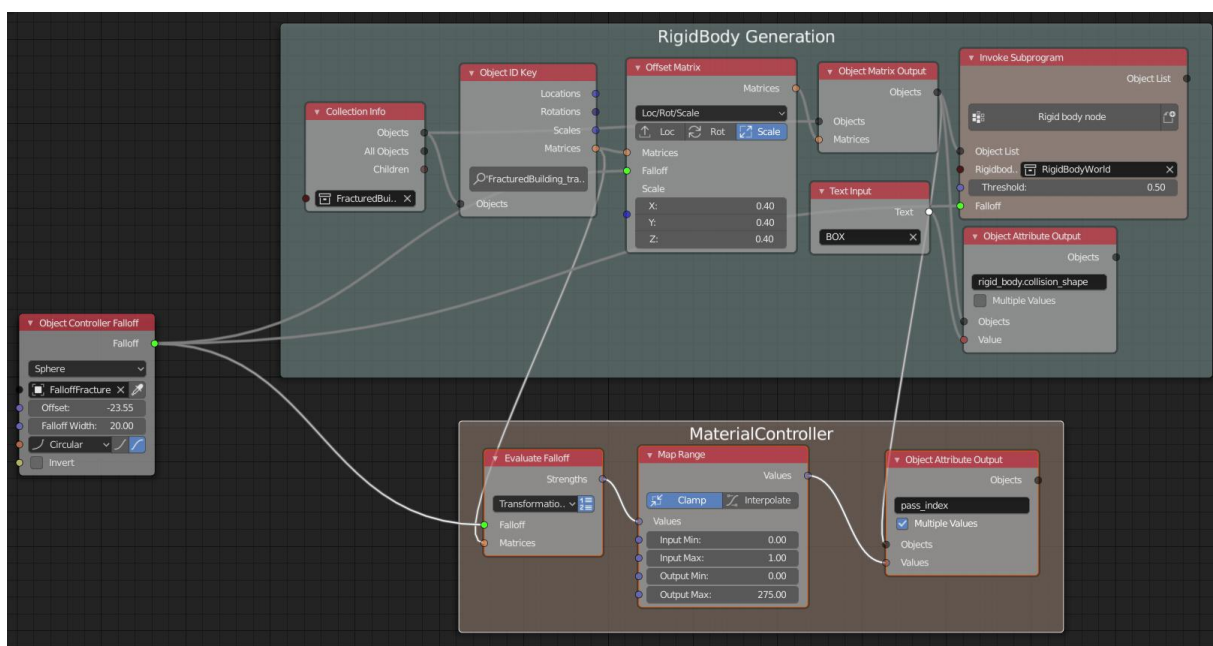 RigidBody Generation
Collection Info
Objects
All Objects
Children
FracturedBui..
Object ID Key
Locations
Rotations
Scales
Matrices
FracturedBuilding_tra..
Objects
Offset Matrix
Matrices
Loc/Rot/Scale
Loc Rot Scale
Matrices
Falloff
Scale
X: 0.40
Y: 0.40
Z: 0.40
Object Matrix Output
Objects
Objects
Matrices
Text Input
Text
BOX
Invoke Subprogram
Object List
Rigid body node
Object List
Rigidbod.. RigidBodyWorld
Threshold: 0.50
Falloff
Object Attribute Output
Objects
rigid_body.collision_shape
Multiple Values
Objects
Value
Object Controller Falloff
Falloff
Sphere
FalloffFracture
Offset: -23.55
Falloff Width: 20.00
Circular
Invert
MaterialController
Evaluate Falloff
Strengths
Transformatio..
Falloff
Matrices
Map Range
Values
Clamp Interpolate
Values
Input Min: 0.00
Input Max: 1.00
Output Min: 0.00
Output Max: 275.00
Object Attribute Output
Objects
pass_index
Multiple Values
Objects
Values